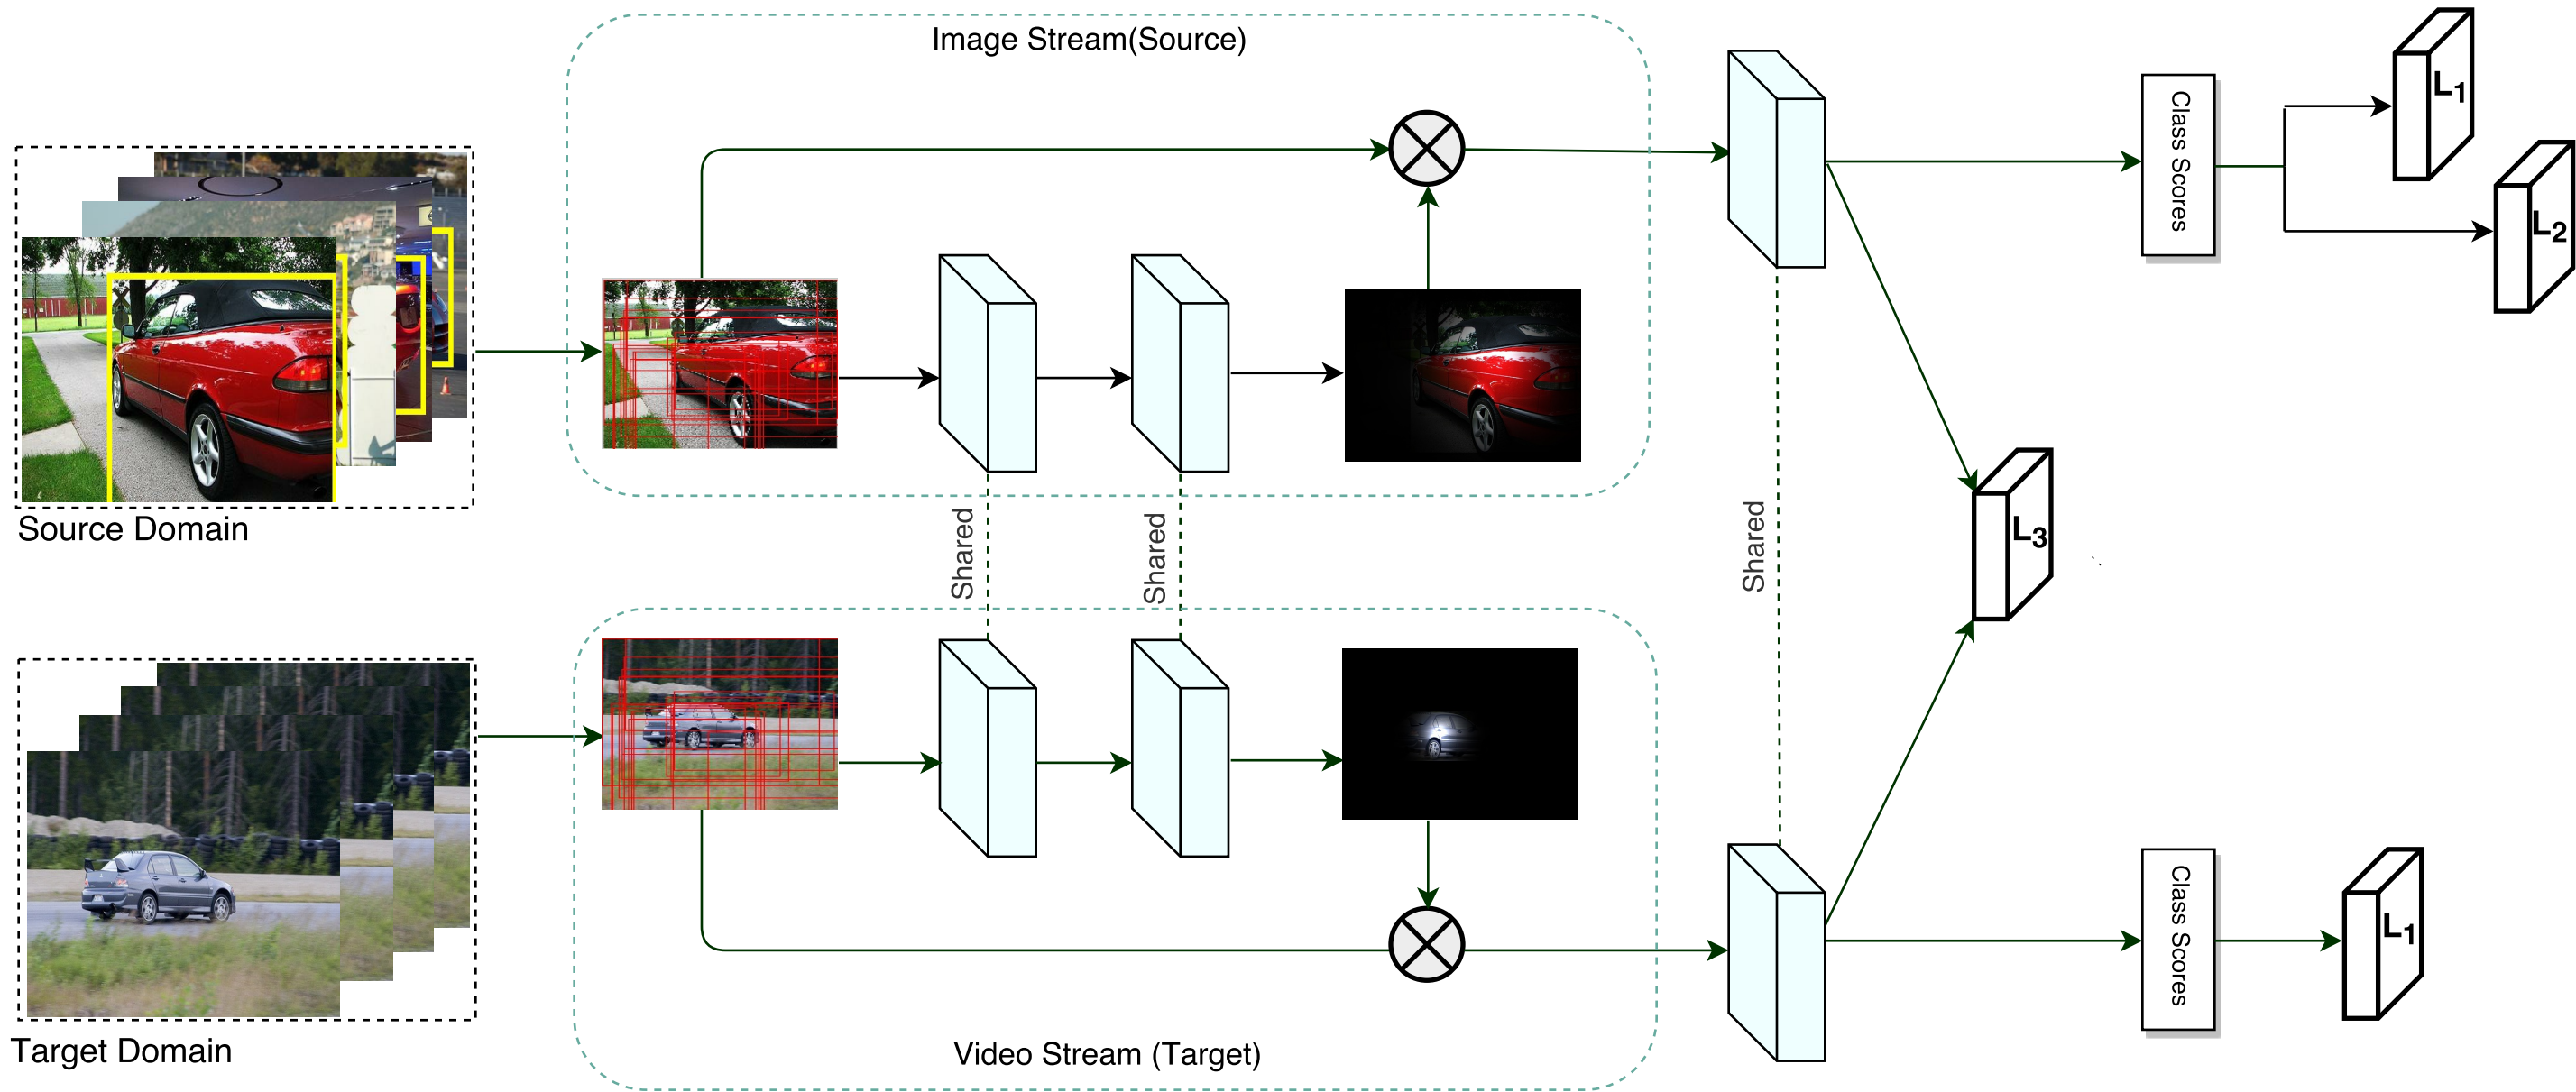 Image Stream(Source)
L1
Class Scores
L2
Source Domain
Shared
Shared
Shared
L3
Target Domain
Video Stream (Target)
Class Scores
L1